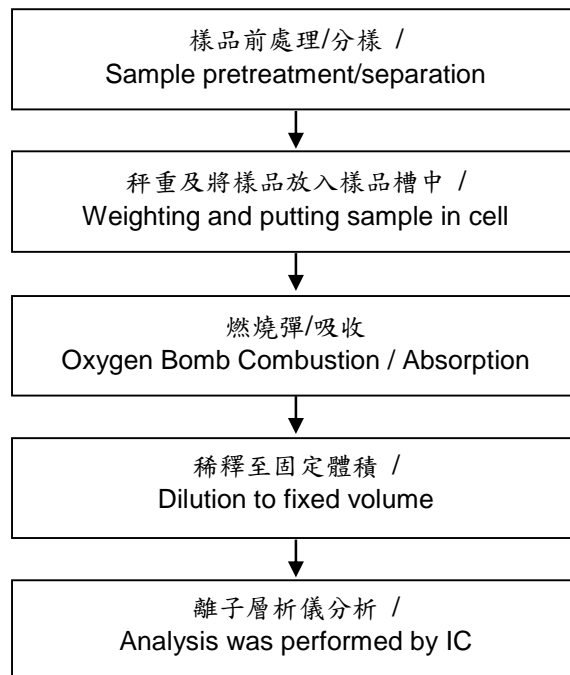 樣品前處理/分樣 /
Sample pretreatment/separation
秤重及將樣品放入樣品槽中 /
Weighting and putting sample in cell
燃燒彈/吸收
Oxygen Bomb Combustion / Absorption
稀釋至固定體積 /
Dilution to fixed volume
離子層析儀分析 /
Analysis was performed by IC